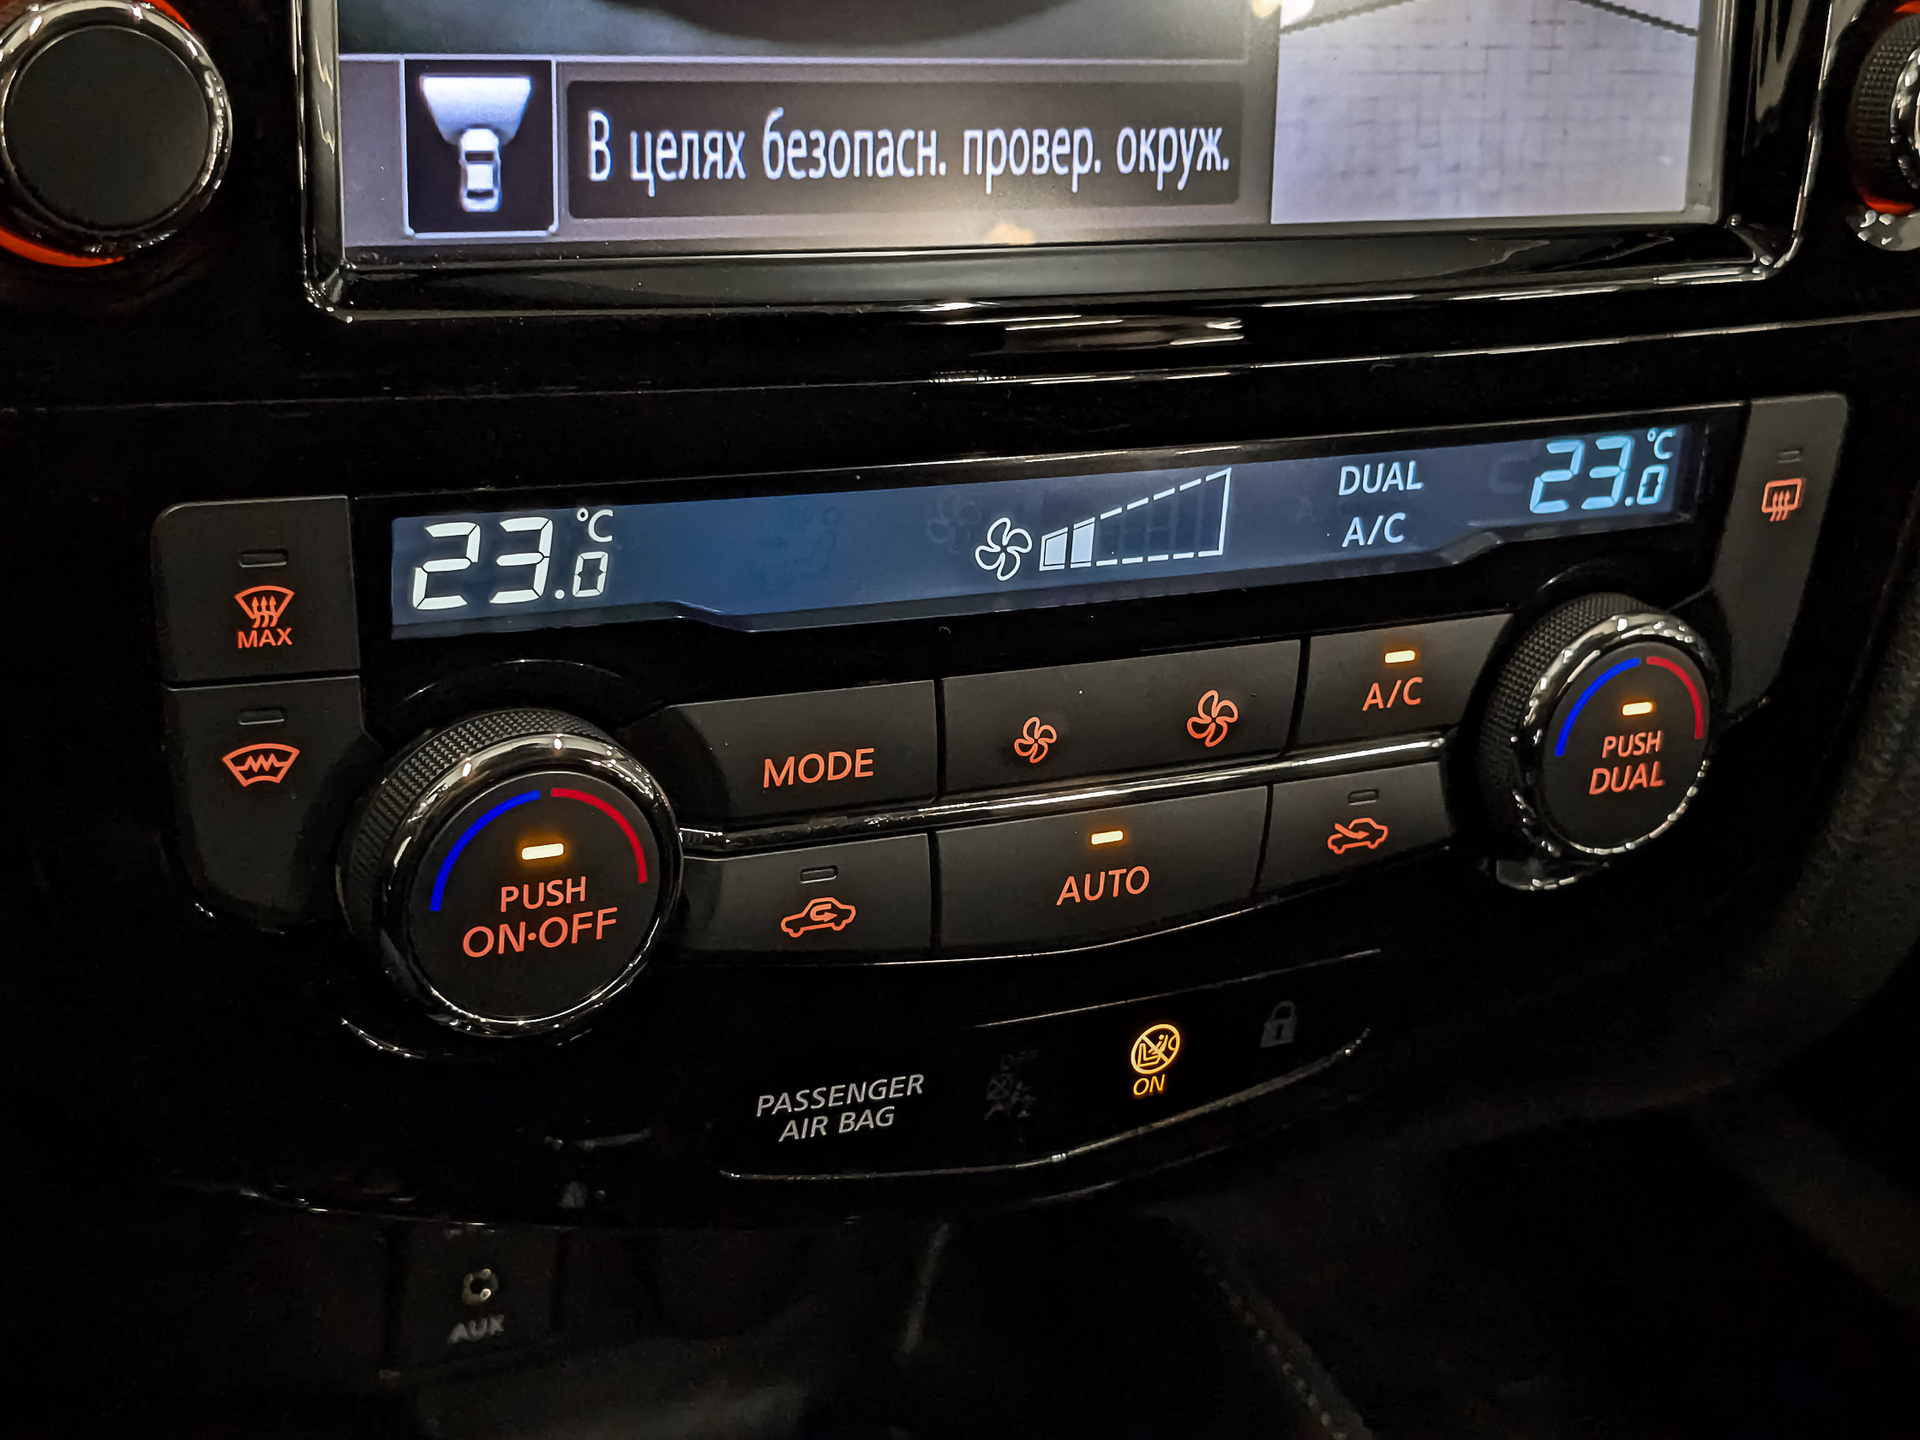 В целях безопасн. провер. окруж.
23.0 °C
DUAL
A/C
23.0 °C
MAX
MODE
A/C
PUSH
DUAL
PUSH
ON•OFF
AUTO
PASSENGER
AIR BAG
ON
AUX